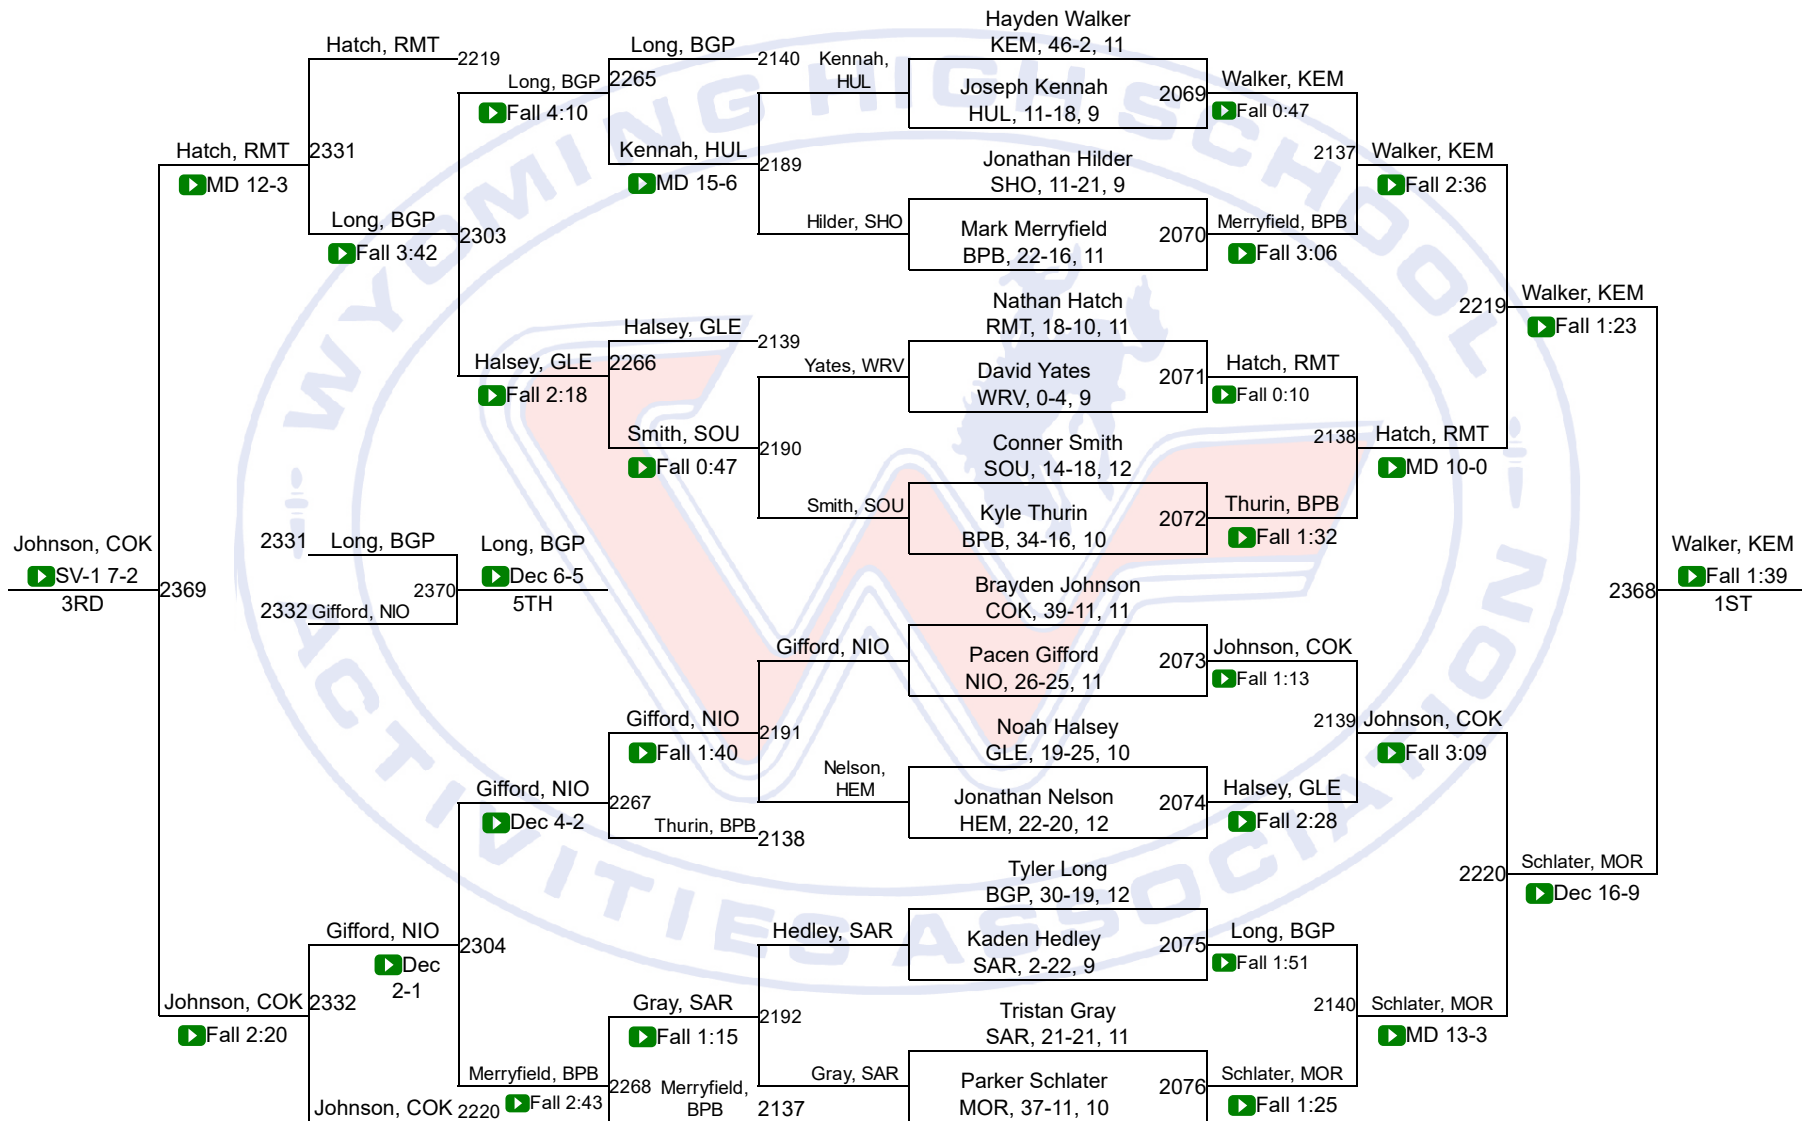 Hayden Walker
KEM, 46-2, 11
Hatch, RMT
2219
Long, BGP
2140
Kennah,
HUL
Long, BGP
2265
Fall 4:10
Joseph Kennah
HUL, 11-18, 9
2069
Walker, KEM
Fall 0:47
Hatch, RMT
2331
MD 12-3
Kennah, HUL
2189
MD 15-6
Jonathan Hilder
SHO, 11-21, 9
2137
Walker, KEM
Fall 2:36
Long, BGP
2303
Fall 3:42
Hilder, SHO
Mark Merryfield
BPB, 22-16, 11
2070
Merryfield, BPB
Fall 3:06
Nathan Hatch
RMT, 18-10, 11
2219
Walker, KEM
Fall 1:23
Halsey, GLE
2139
Halsey, GLE
2266
Fall 2:18
Yates, WRV
David Yates
WRV, 0-4, 9
2071
Hatch, RMT
Fall 0:10
Smith, SOU
2190
Fall 0:47
Conner Smith
SOU, 14-18, 12
2138
Hatch, RMT
MD 10-0
Smith, SOU
Kyle Thurin
BPB, 34-16, 10
2072
Thurin, BPB
Fall 1:32
Johnson, COK
SV-1 7-2
3RD
2369
2331
Long, BGP
2332
Gifford, NIO
2370
Long, BGP
Dec 6-5
5TH
Brayden Johnson
COK, 39-11, 11
2368
Walker, KEM
Fall 1:39
1ST
Gifford, NIO
Pacen Gifford
NIO, 26-25, 11
2073
Johnson, COK
Fall 1:13
Gifford, NIO
2191
Fall 1:40
Noah Halsey
GLE, 19-25, 10
2139
Johnson, COK
Fall 3:09
Nelson,
HEM
Gifford, NIO
2267
Dec 4-2
Thurin, BPB
2138
Jonathan Nelson
HEM, 22-20, 12
2074
Halsey, GLE
Fall 2:28
Tyler Long
BGP, 30-19, 12
2220
Schlater, MOR
Dec 16-9
Gifford, NIO
2304
Dec
2-1
Hedley, SAR
Kaden Hedley
SAR, 2-22, 9
2075
Long, BGP
Fall 1:51
Johnson, COK
2332
Fall 2:20
Gray, SAR
2192
Fall 1:15
Tristan Gray
SAR, 21-21, 11
2140
Schlater, MOR
MD 13-3
Merryfield, BPB
2268
Fall 2:43
Gray, SAR
Parker Schlater
MOR, 37-11, 10
2076
Schlater, MOR
Fall 1:25
Johnson, COK
2220
Merryfield,
BPB
2137
WYOMING HIGH SCHOOL
ACTIVITIES ASSOCIATION